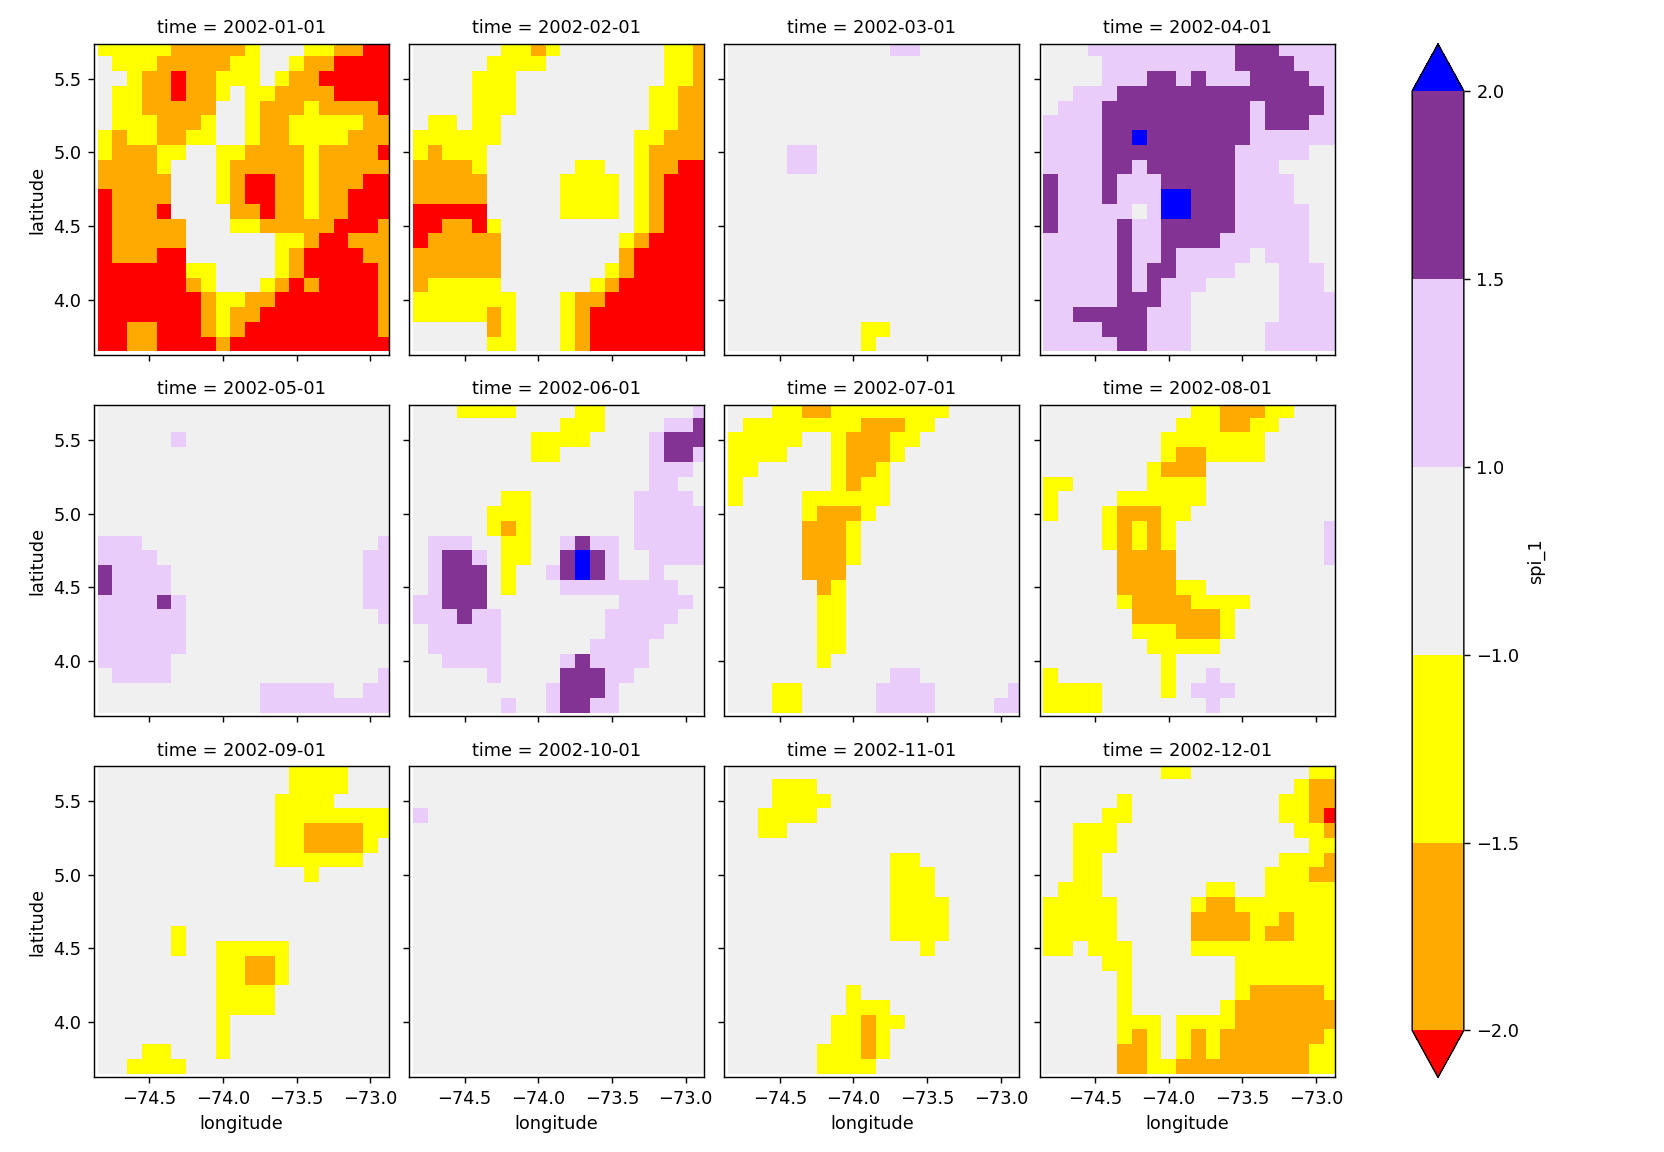 time = 2002-01-01
time = 2002-02-01
time = 2002-03-01
time = 2002-04-01
5.5
5.0
4.5
4.0
latitude
time = 2002-05-01
time = 2002-06-01
time = 2002-07-01
time = 2002-08-01
5.5
5.0
4.5
4.0
latitude
time = 2002-09-01
time = 2002-10-01
time = 2002-11-01
time = 2002-12-01
5.5
5.0
4.5
4.0
latitude
−74.5 −74.0 −73.5 −73.0
longitude
−74.5 −74.0 −73.5 −73.0
longitude
−74.5 −74.0 −73.5 −73.0
longitude
−74.5 −74.0 −73.5 −73.0
longitude
2.0
1.5
1.0
−1.0
−1.5
−2.0
spi_1